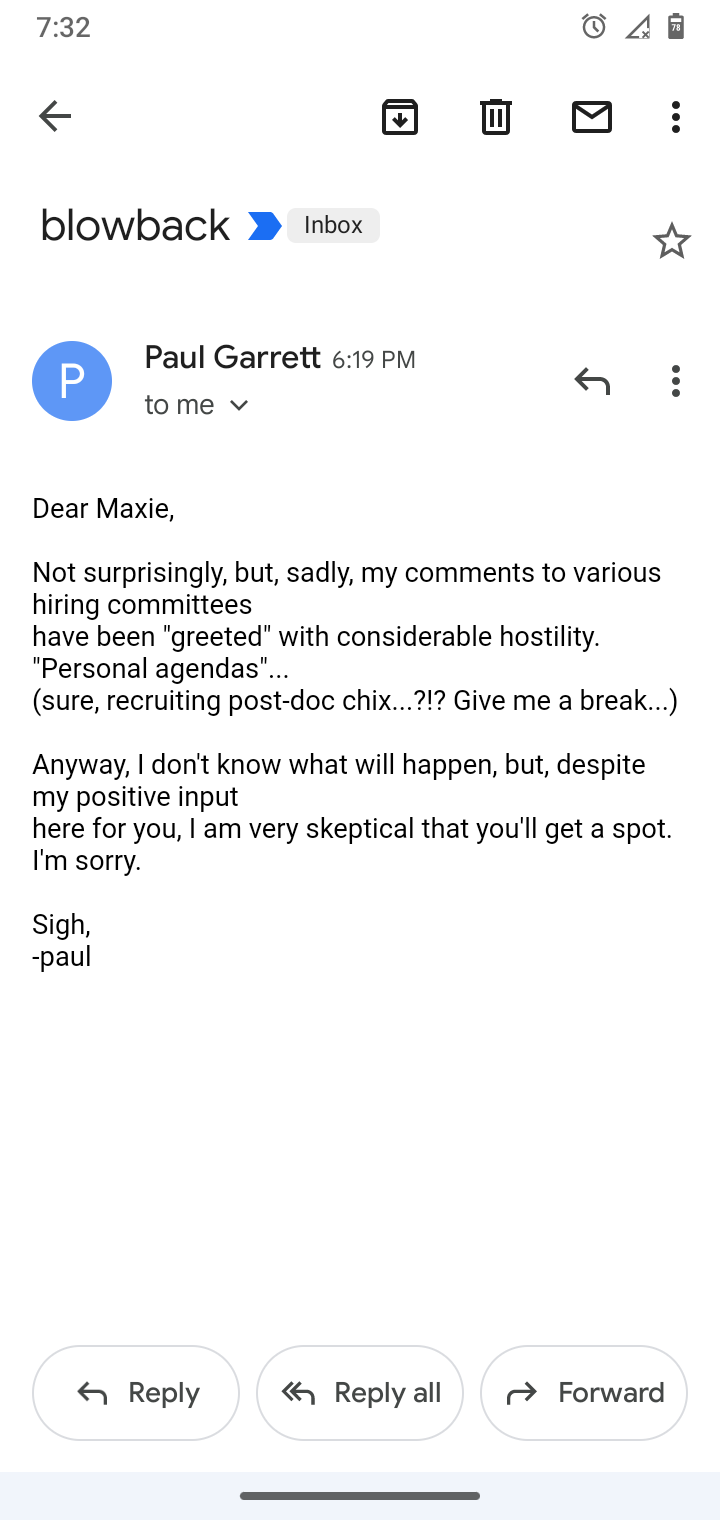 7:32
78
blowback Inbox
P
Paul Garrett 6:19 PM
to me
Dear Maxie,
Not surprisingly, but, sadly, my comments to various
hiring committees
have been "greeted" with considerable hostility.
"Personal agendas"...
(sure, recruiting post-doc chix...?!? Give me a break...)
Anyway, I don't know what will happen, but, despite
my positive input
here for you, I am very skeptical that you'll get a spot.
I'm sorry.
Sigh,
-paul
Reply
Reply all
Forward